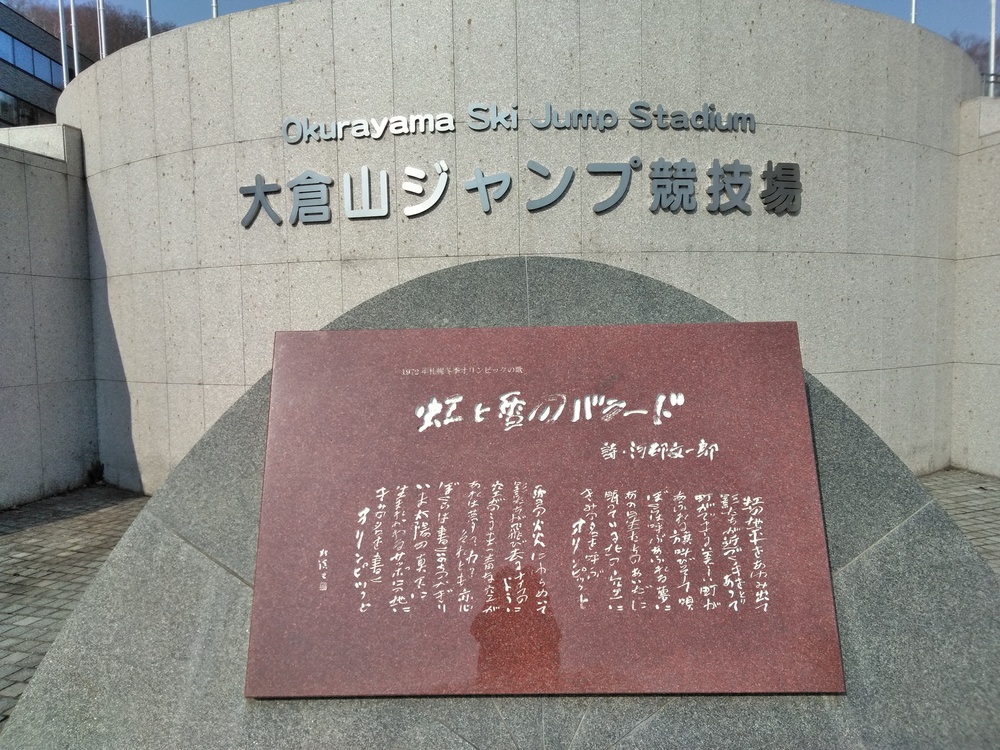 Okurayama Ski Jump Stadium
大倉山ジャンプ競技場
1972年札幌冬季オリンピックの歌
虹と雪のバラード
詩・河邨文一郎
虹の地平をあゆみ出て
影たちが近づく手をとり
あって
町ができる美しい町が
あふれる旗叫びそして唄
ぼくらは呼ぶあふれる夢に
あの星たちのあいだに
眠っている北の空に
きみの名を呼ぶ
オリンピックと
雪の炎にゆらめいて
影たちが飛び去るナイフのように
空がのこるまっ青な空が
あれは夢?力?それとも恋
ぼくらは書くいのちのかぎり
いま太陽の真下に
生まれかわるサッポロの地に
きみの名を書く
オリンピックと